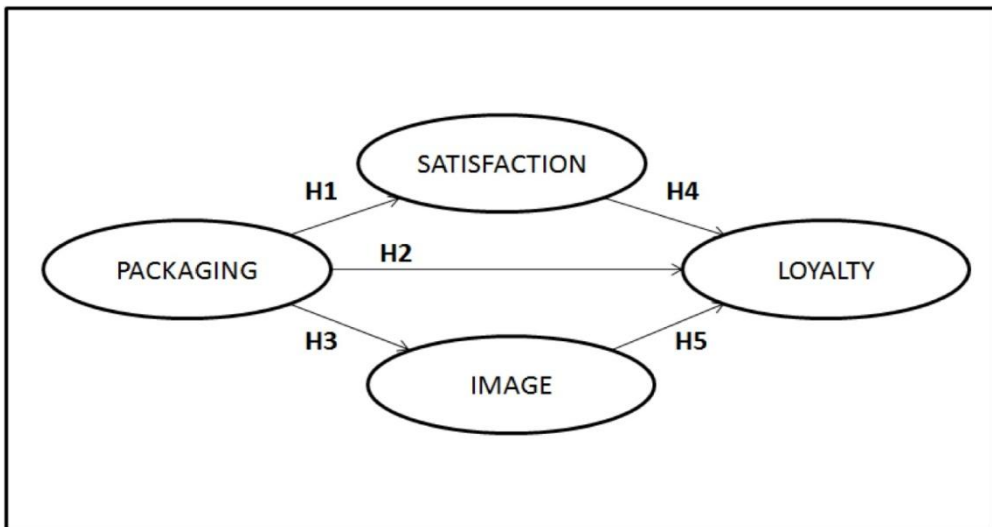 SATISFACTION
H1
H4
H2
PACKAGING
LOYALTY
H3
H5
IMAGE